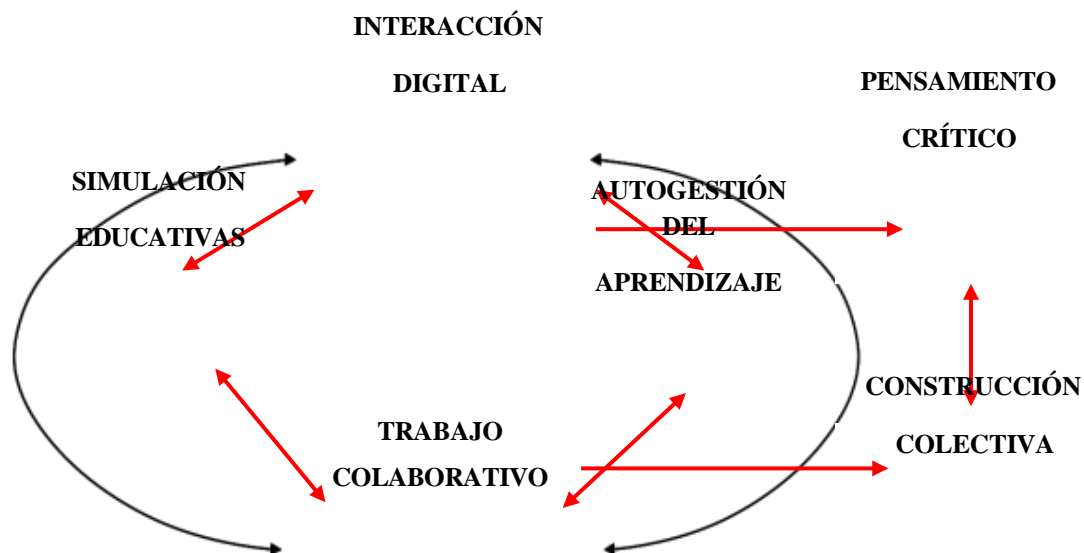 INTERACCIÓN
DIGITAL
PENSAMIENTO
CRÍTICO
SIMULACIÓN
EDUCATIVAS
AUTOGESTIÓN
DEL
APRENDIZAJE
TRABAJO
COLABORATIVO
CONSTRUCCIÓN
COLECTIVA